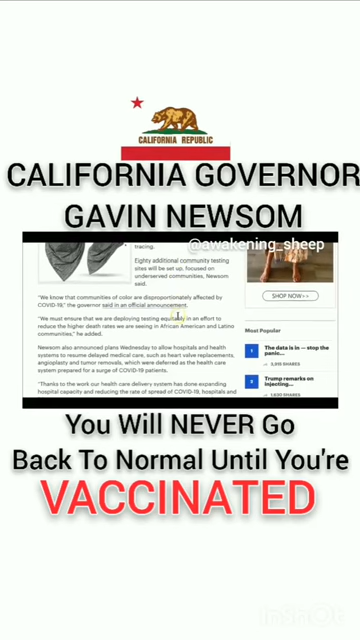 CALIFORNIA REPUBLIC
CALIFORNIA GOVERNOR
GAVIN NEWSOM
@awakening_sheep
tracing.
Eighty additional community testing
sites will be set up, focused on
underserved communities, Newsom
said.
SHOP NOW>>
"We know that communities of color are disproportionately affected by
COVID-19," the governor said in an official announcement.
"We must ensure that we are deploying testing equitably in an effort to
reduce the higher death rates we are seeing in African American and Latino
communities," he added.
Newsom also announced plans Wednesday to allow hospitals and health
systems to resume delayed medical care, such as heart valve replacements,
angioplasty and tumor removals, which were deferred as the health care
system prepared for a surge of COVID-19 patients.
"Thanks to the work our health care delivery system has done expanding
hospital capacity and reducing the rate of spread of COVID-19, hospitals and
Most Popular
1
The data is in — stop the
panic...
2
Trump remarks on
injecting...
You Will NEVER Go
Back To Normal Until You're
VACCINATED